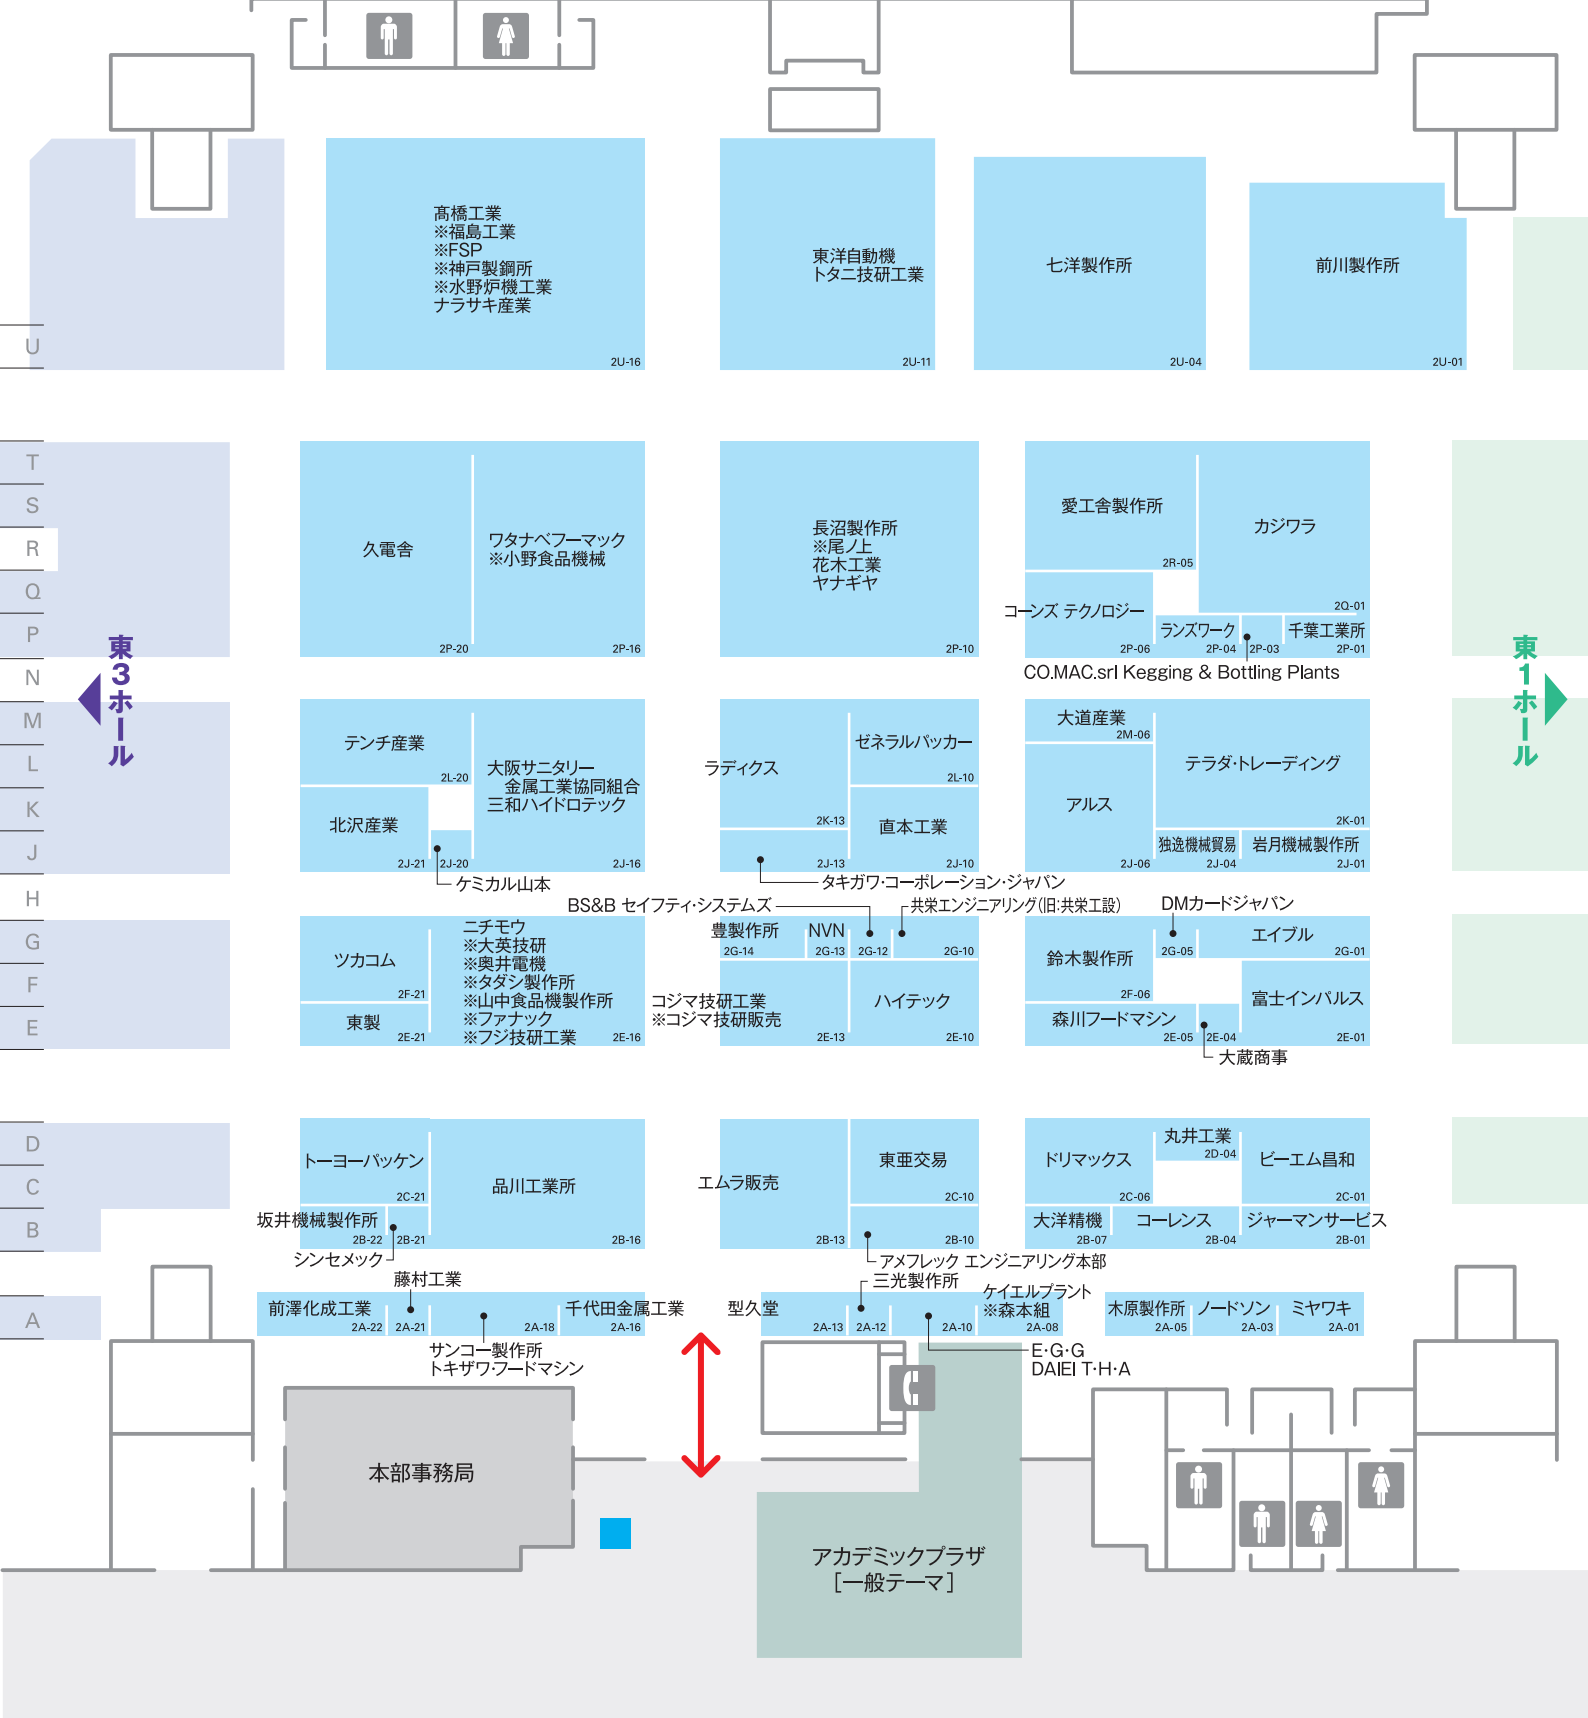 髙橋工業
※福島工業
※FSP
※神戸製鋼所
※水野炉機工業
ナラサキ産業
2U-16
東洋自動機
トタニ技研工業
2U-11
七洋製作所
2U-04
前川製作所
2U-01
U
T
S
R
Q
P
N
M
L
K
J
H
G
F
E
D
C
B
A
東3ホール
東1ホール
久電舎
2P-20
ワタナベフーマック
※小野食品機械
2P-16
長沼製作所
※尾ノ上
花木工業
ヤナギヤ
2P-10
愛工舎製作所
2R-05
カジワラ
2Q-01
コーンズ テクノロジー
2P-06
ランズワーク
2P-04
2P-03
千葉工業所
2P-01
CO.MAC.srl Kegging & Bottling Plants
テンチ産業
2L-20
大阪サニタリー
金属工業協同組合
三和ハイドロテック
2J-16
北沢産業
2J-21
2J-20
ケミカル山本
ラディクス
2K-13
ゼネラルパッカー
2L-10
直本工業
2J-13
2J-10
タキガワ・コーポレーション・ジャパン
大道産業
2M-06
テラダ・トレーディング
2K-01
アルス
2J-06
独逸機械貿易
2J-04
岩月機械製作所
2J-01
BS&B セイフティ・システムズ
共栄エンジニアリング(旧:共栄工設)
DMカードジャパン
ツカコム
2F-21
東製
2E-21
ニチモウ
※大英技研
※奥井電機
※タダシ製作所
※山中食品機製作所
※ファナック
※フジ技研工業
2E-16
豊製作所
2G-14
NVN
2G-13
2G-12
2G-10
コジマ技研工業
※コジマ技研販売
2E-13
ハイテック
2E-10
鈴木製作所
2F-06
2G-05
エイブル
2G-01
富士インパルス
2E-01
森川フードマシン
2E-05
2E-04
大蔵商事
トーヨーパッケン
2C-21
品川工業所
2B-16
坂井機械製作所
2B-22
2B-21
シンセメック
エムラ販売
2B-13
東亜交易
2C-10
2B-10
アメフレック エンジニアリング本部
ドリマックス
2C-06
丸井工業
2D-04
ビーエム昌和
2C-01
大洋精機
2B-07
コーレンス
2B-04
ジャーマンサービス
2B-01
藤村工業
前澤化成工業
2A-22
2A-21
2A-18
千代田金属工業
2A-16
サンコー製作所
トキザワ・フードマシン
三光製作所
型久堂
2A-13
2A-12
2A-10
ケイエルプラント
※森本組
2A-08
E・G・G
DAIEI T・H・A
木原製作所
2A-05
ノードソン
2A-03
ミヤワキ
2A-01
本部事務局
アカデミックプラザ
[一般テーマ]